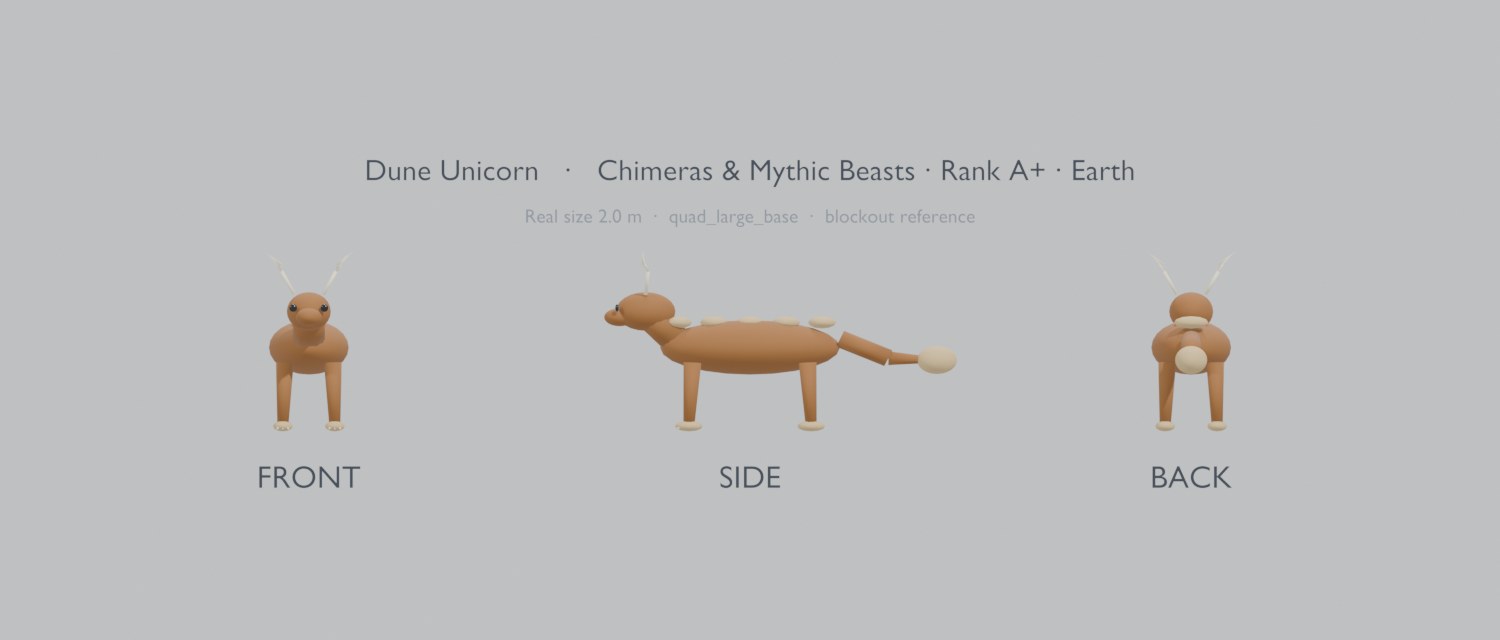 Dune Unicorn · Chimeras & Mythic Beasts · Rank A+ · Earth
Real size 2.0 m · quad_large_base · blockout reference
FRONT SIDE BACK